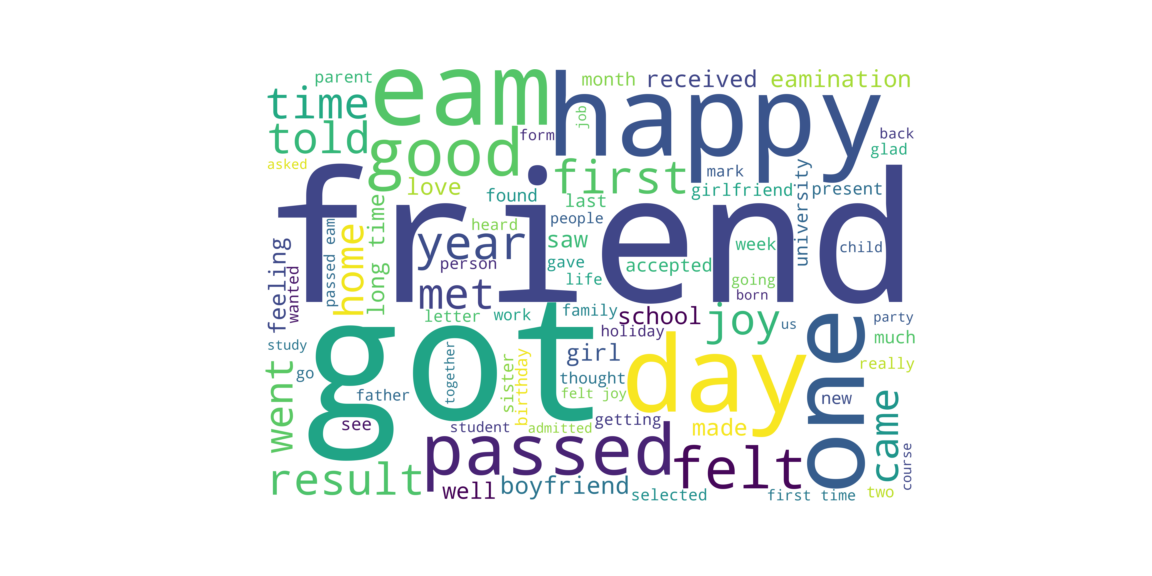 parent
month
received
eamination
eam
happy
time
job
told
form
back
good
glad
asked
first
mark
university
love
girlfriend
present
found
last
friend
long time
people
heard
year
saw
week
child
home
passed eam
feeling
wanted
person
gave
accepted
life
going
met
born
letter
work
family
school
joy
us
party
holiday
much
study
got
girl
day
one
really
together
sister
birthday
thought
go
went
father
felt joy
new
came
see
student
admitted
getting
made
passed
felt
course
result
well
boyfriend
selected
first time
two